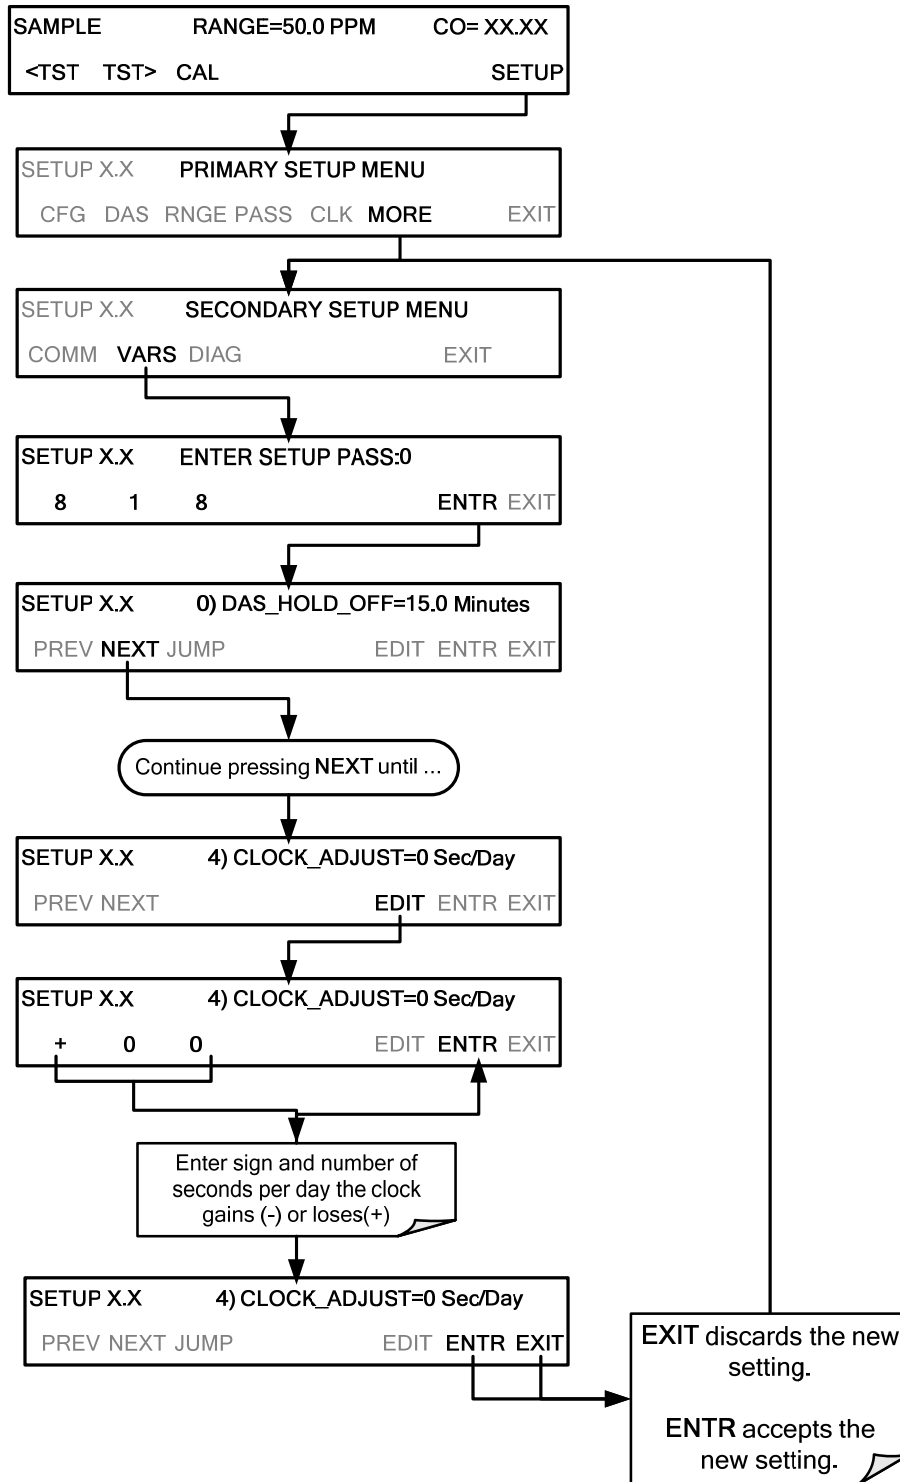 SAMPLE RANGE=50.0 PPM CO= XX.XX
<TST TST> CAL SETUP
SETUP X.X PRIMARY SETUP MENU
CFG DAS RNGE PASS CLK MORE EXIT
SETUP X.X SECONDARY SETUP MENU
COMM VARS DIAG EXIT
SETUP X.X ENTER SETUP PASS:0
8 1 8 ENTR EXIT
SETUP X.X 0) DAS_HOLD_OFF=15.0 Minutes
PREV NEXT JUMP EDIT ENTR EXIT
Continue pressing NEXT until ...
SETUP X.X 4) CLOCK_ADJUST=0 Sec/Day
PREV NEXT EDIT ENTR EXIT
SETUP X.X 4) CLOCK_ADJUST=0 Sec/Day
+ 0 0 EDIT ENTR EXIT
Enter sign and number of
seconds per day the clock
gains (-) or loses(+)
SETUP X.X 4) CLOCK_ADJUST=0 Sec/Day
PREV NEXT JUMP EDIT ENTR EXIT
EXIT discards the new
setting.
ENTR accepts the
new setting.